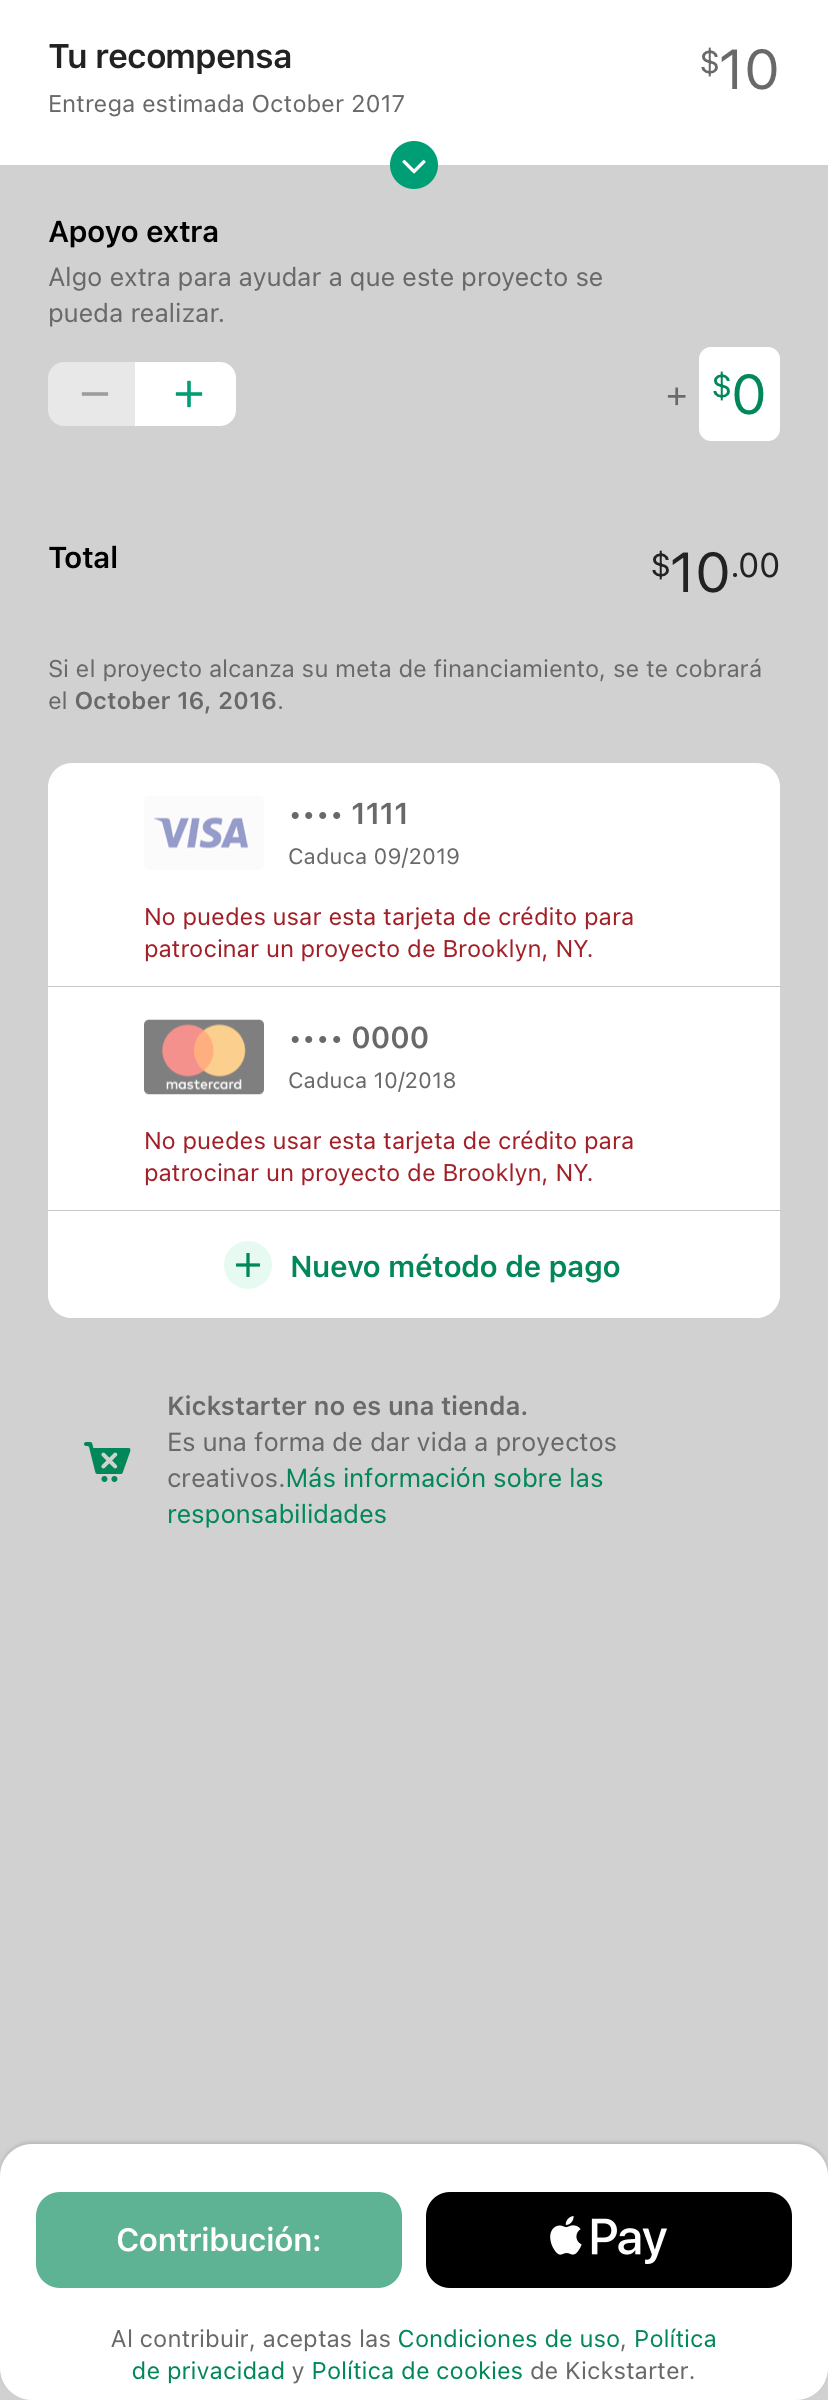 Tu recompensa
$10
Entrega estimada October 2017
Apoyo extra
Algo extra para ayudar a que este proyecto se
pueda realizar.
+ $0
Total
$10.00
Si el proyecto alcanza su meta de financiamiento, se te cobrará
el October 16, 2016.
VISA
•••• 1111
Caduca 09/2019
No puedes usar esta tarjeta de crédito para
patrocinar un proyecto de Brooklyn, NY.
mastercard
•••• 0000
Caduca 10/2018
No puedes usar esta tarjeta de crédito para
patrocinar un proyecto de Brooklyn, NY.
Nuevo método de pago
Kickstarter no es una tienda.
Es una forma de dar vida a proyectos
creativos.Más información sobre las
responsabilidades
Contribución:
Pay
Al contribuir, aceptas las Condiciones de uso, Política
de privacidad y Política de cookies de Kickstarter.